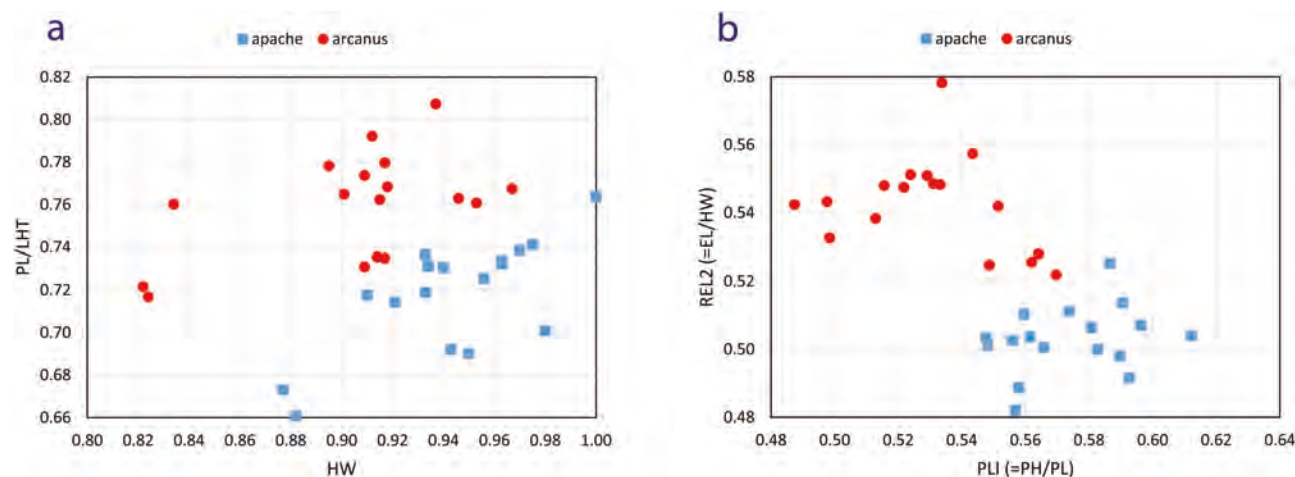 a
apache arcanus
0.82
0.80
0.78
0.76
0.74
0.72
0.70
0.68
0.66
PL/LHT
0.80 0.82 0.84 0.86 0.88 0.90 0.92 0.94 0.96 0.98 1.00
HW
b
apache arcanus
0.58
0.56
0.54
0.52
0.50
0.48
REL2 (=EL/HW)
0.48 0.50 0.52 0.54 0.56 0.58 0.60 0.62 0.64
PLI (=PH/PL)